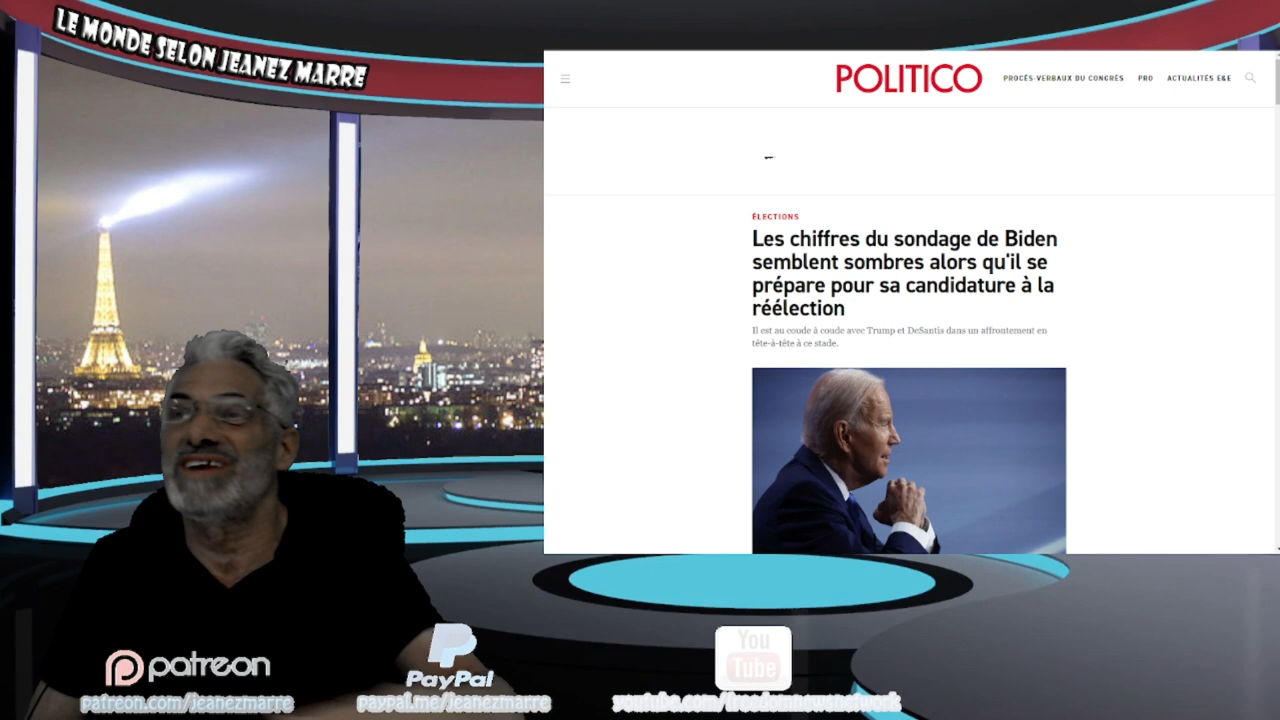 LE MONDE SELON JEANEZ MARRE
POLITICO
PROCÈS-VERBAUX DU CONGRÈS PRO ACTUALITÉS E&E
ÉLECTIONS
Les chiffres du sondage de Biden
semblent sombres alors qu'il se
prépare pour sa candidature à la
réélection
Il est au coude à coude avec Trump et DeSantis dans un affrontement en
tête-à-tête à ce stade.
patreon
PayPal
You
Tube
patreon.com/jeanezmarre
paypal.me/jeanezmarre
youtube.com/freedomnewsnetwork